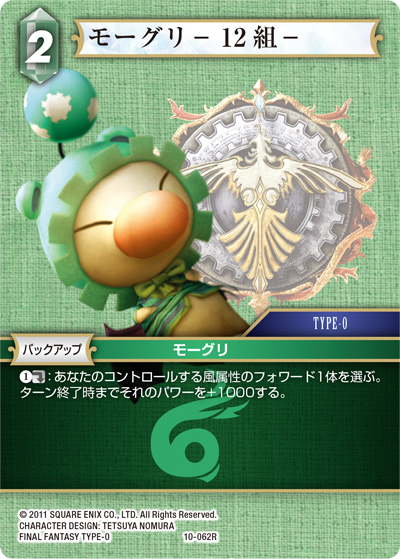 2
モーグリ－12組－
TYPE-0
バックアップ
モーグリ
❶　：あなたのコントロールする風属性のフォワード1体を選ぶ。
ターン終了時までそれのパワーを＋1000する。
6
© 2011 SQUARE ENIX CO., LTD. All Rights Reserved.
CHARACTER DESIGN: TETSUYA NOMURA
FINAL FANTASY TYPE-0
10-062R